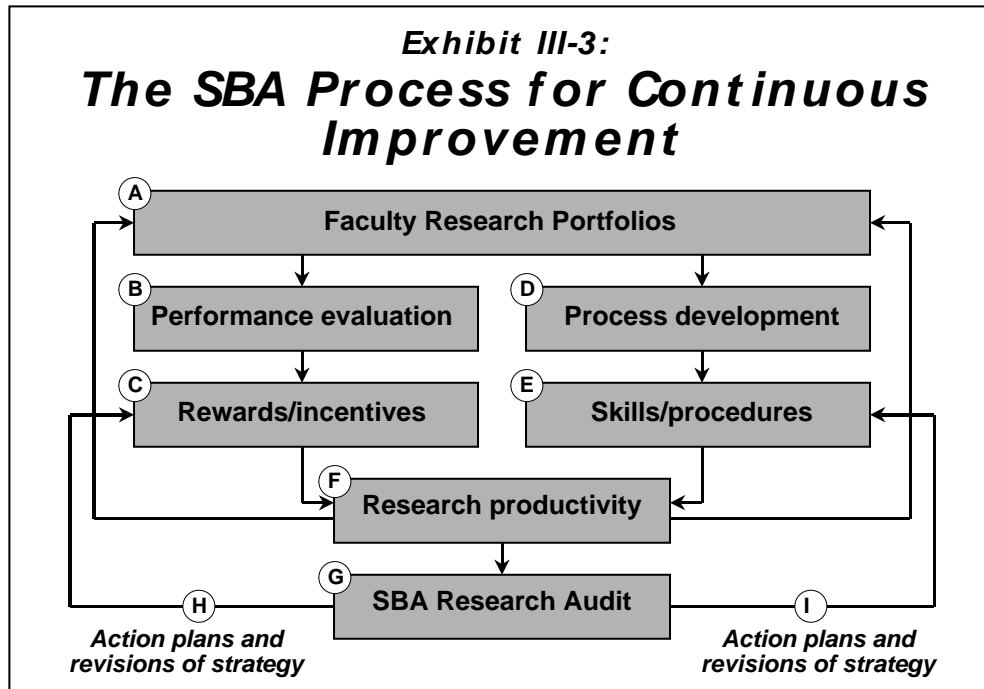 Exhibit III-3:
The SBA Process for Continuous
Improvement
A
Faculty Research Portfolios
B
Performance evaluation
D
Process development
C
Rewards/incentives
E
Skills/procedures
F
Research productivity
G
SBA Research Audit
H
Action plans and
revisions of strategy
I
Action plans and
revisions of strategy